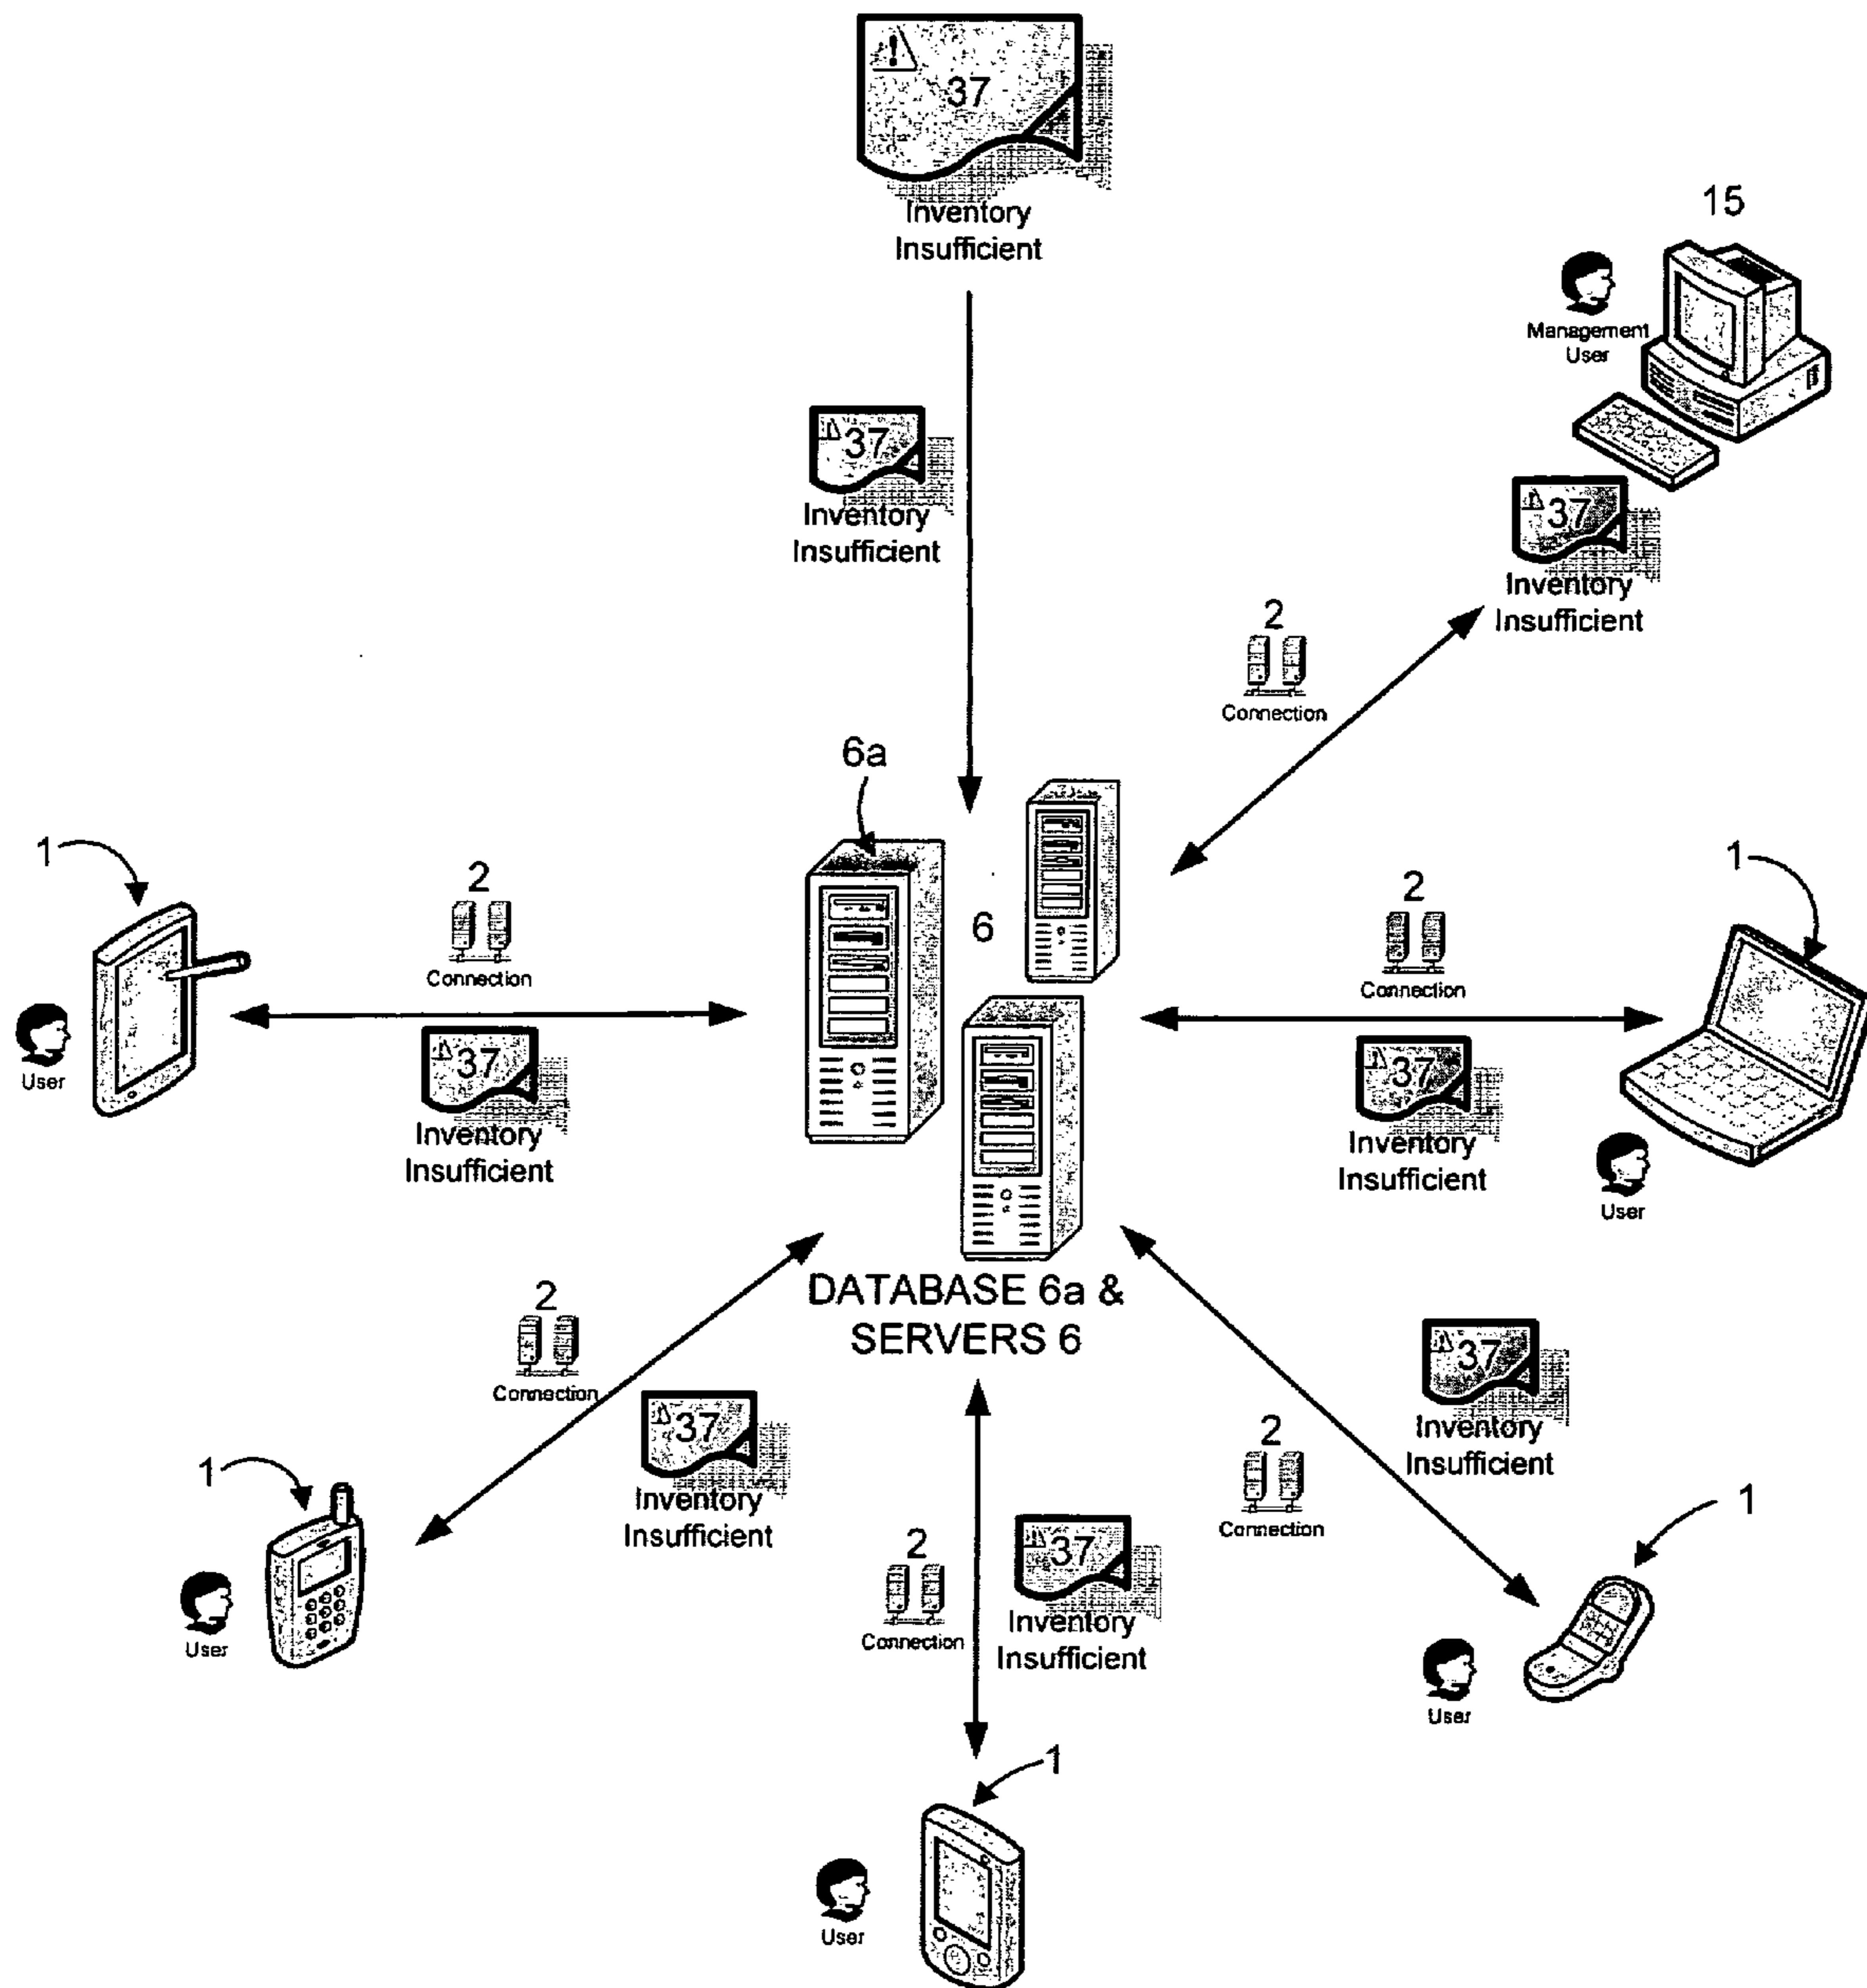 37
Inventory
Insufficient
15
Management
User
37
Inventory
Insufficient
37
Inventory
Insufficient
2
Connection
6a
6
1
User
2
Connection
37
Inventory
Insufficient
2
Connection
37
Inventory
Insufficient
1
User
DATABASE 6a &
SERVERS 6
2
Connection
37
Inventory
Insufficient
1
User
2
Connection
37
Inventory
Insufficient
37
Inventory
Insufficient
2
Connection
1
User
1
User